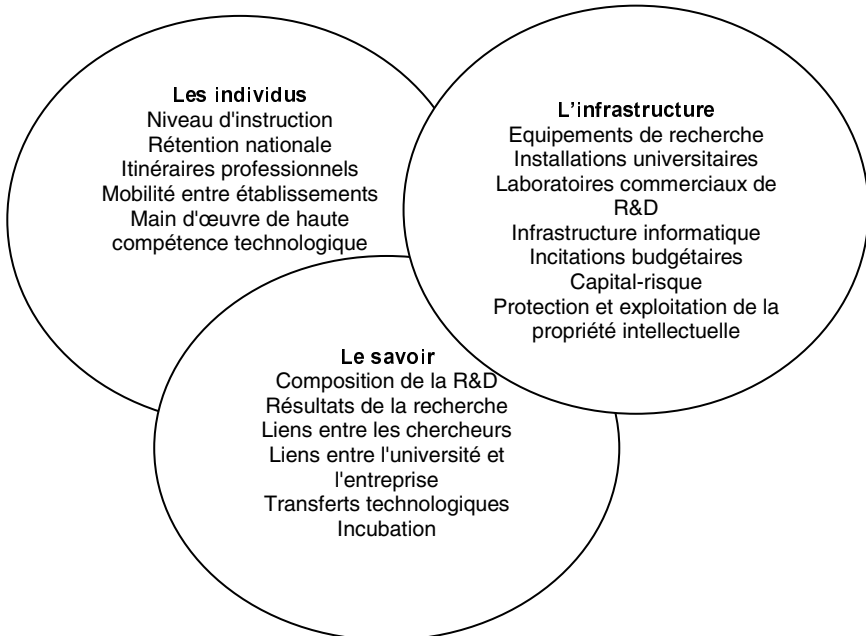 Les individus
Niveau d'instruction
Rétention nationale
Itinéraires professionnels
Mobilité entre établissements
Main d'œuvre de haute
compétence technologique
L'infrastructure
Equipements de recherche
Installations universitaires
Laboratoires commerciaux de
R&D
Infrastructure informatique
Incitations budgétaires
Capital-risque
Protection et exploitation de la
propriété intellectuelle
Le savoir
Composition de la R&D
Résultats de la recherche
Liens entre les chercheurs
Liens entre l'université et
l'entreprise
Transferts technologiques
Incubation